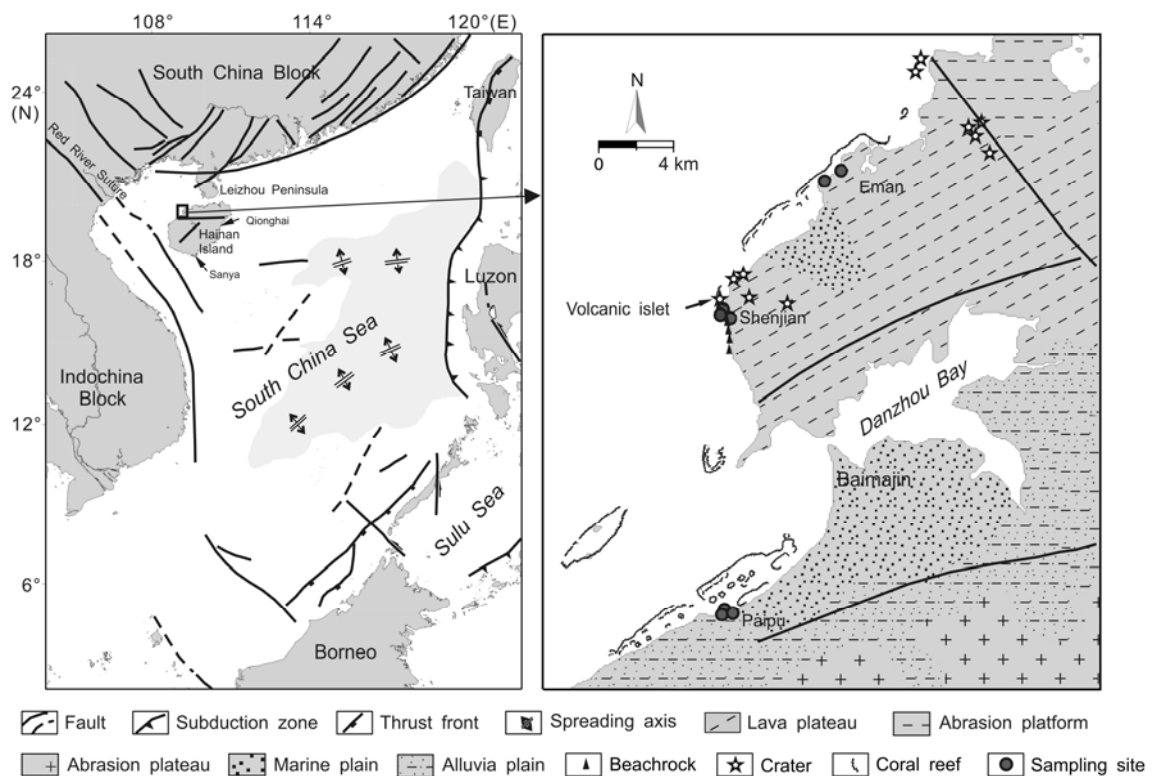 108°
114°
120°(E)
24°
(N)
18°
12°
6°
South China Block
Taiwan
Red River Suture
Leizhou Peninsula
Qionghai
Hainan
Island
Sanya
Luzon
South China Sea
Indochina
Block
Sulu Sea
Borneo
N
0 4 km
Eman
Volcanic islet
Shenjian
Danzhou Bay
Baimajin
Paipu
Fault
Subduction zone
Thrust front
Spreading axis
Lava plateau
Abrasion platform
Abrasion plateau
Marine plain
Alluvia plain
Beachrock
Crater
Coral reef
Sampling site